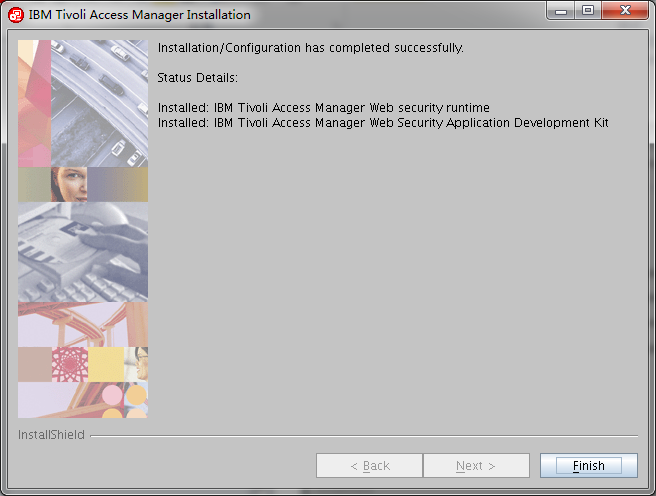 IBM Tivoli Access Manager Installation
Installation/Configuration has completed successfully.
Status Details:
Installed: IBM Tivoli Access Manager Web security runtime
Installed: IBM Tivoli Access Manager Web Security Application Development Kit
InstallShield
< Back
Next >
Finish